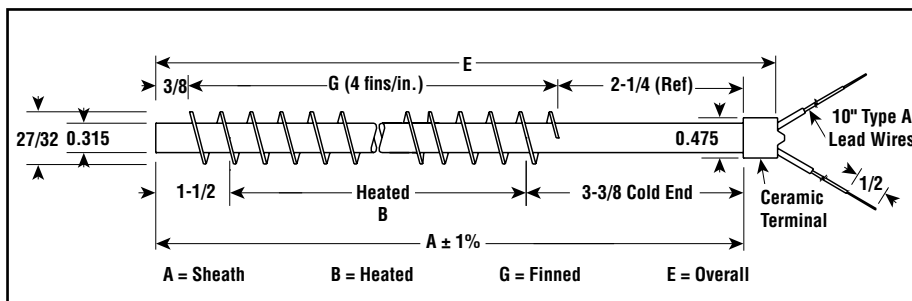 E
3/8
G (4 fins/in.)
2-1/4 (Ref)
10" Type A
Lead Wires
27/32
0.315
0.475
1-1/2
Heated
B
3-3/8 Cold End
Ceramic
Terminal
1/2
A ± 1%
A = Sheath
B = Heated
G = Finned
E = Overall